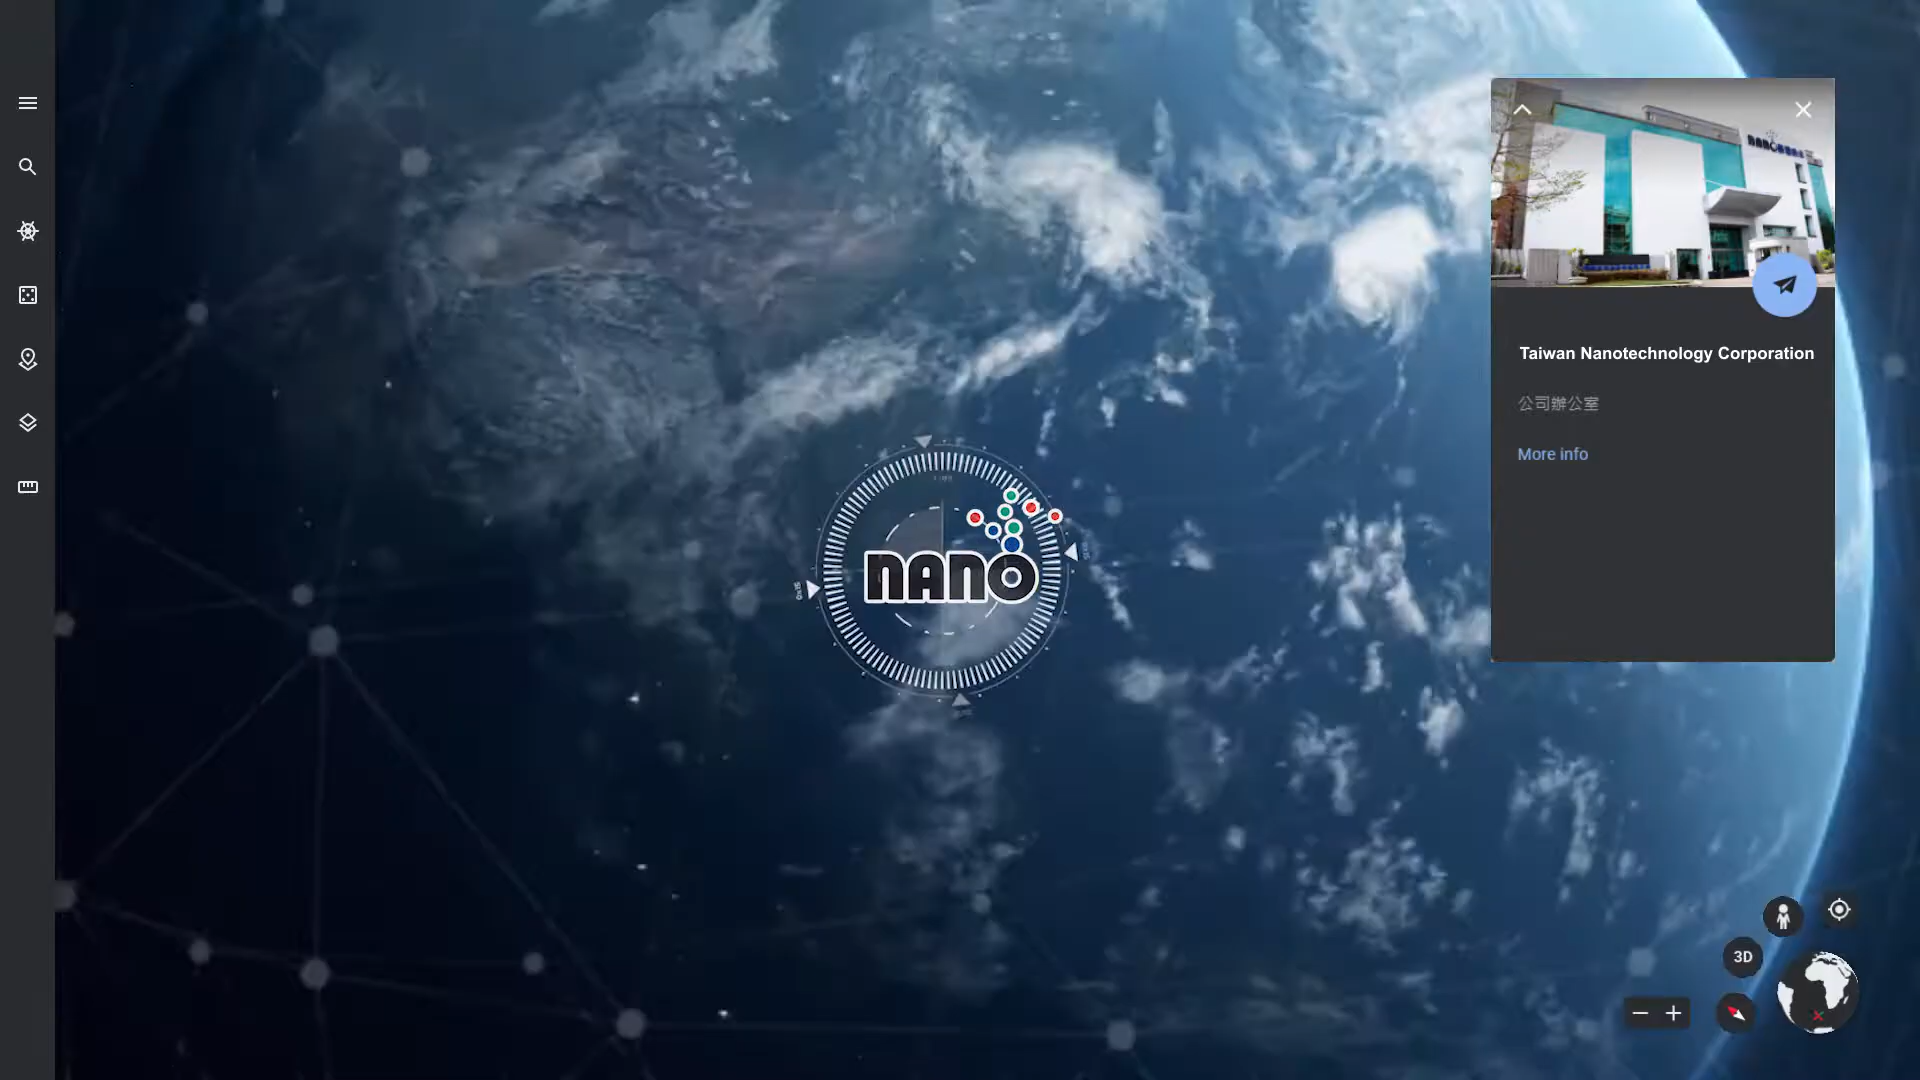 Taiwan Nanotechnology Corporation
公司辦公室
More info
nANO
3D